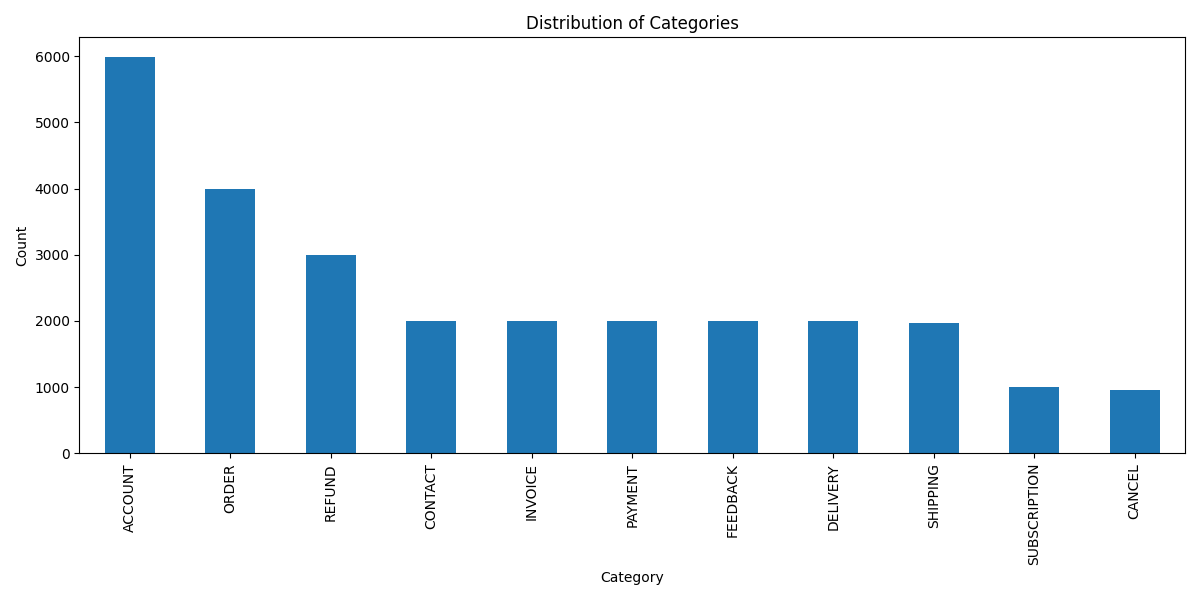 Distribution of Categories
Count
6000
5000
4000
3000
2000
1000
0
ACCOUNT
ORDER
REFUND
CONTACT
INVOICE
PAYMENT
FEEDBACK
DELIVERY
SHIPPING
SUBSCRIPTION
CANCEL
Category